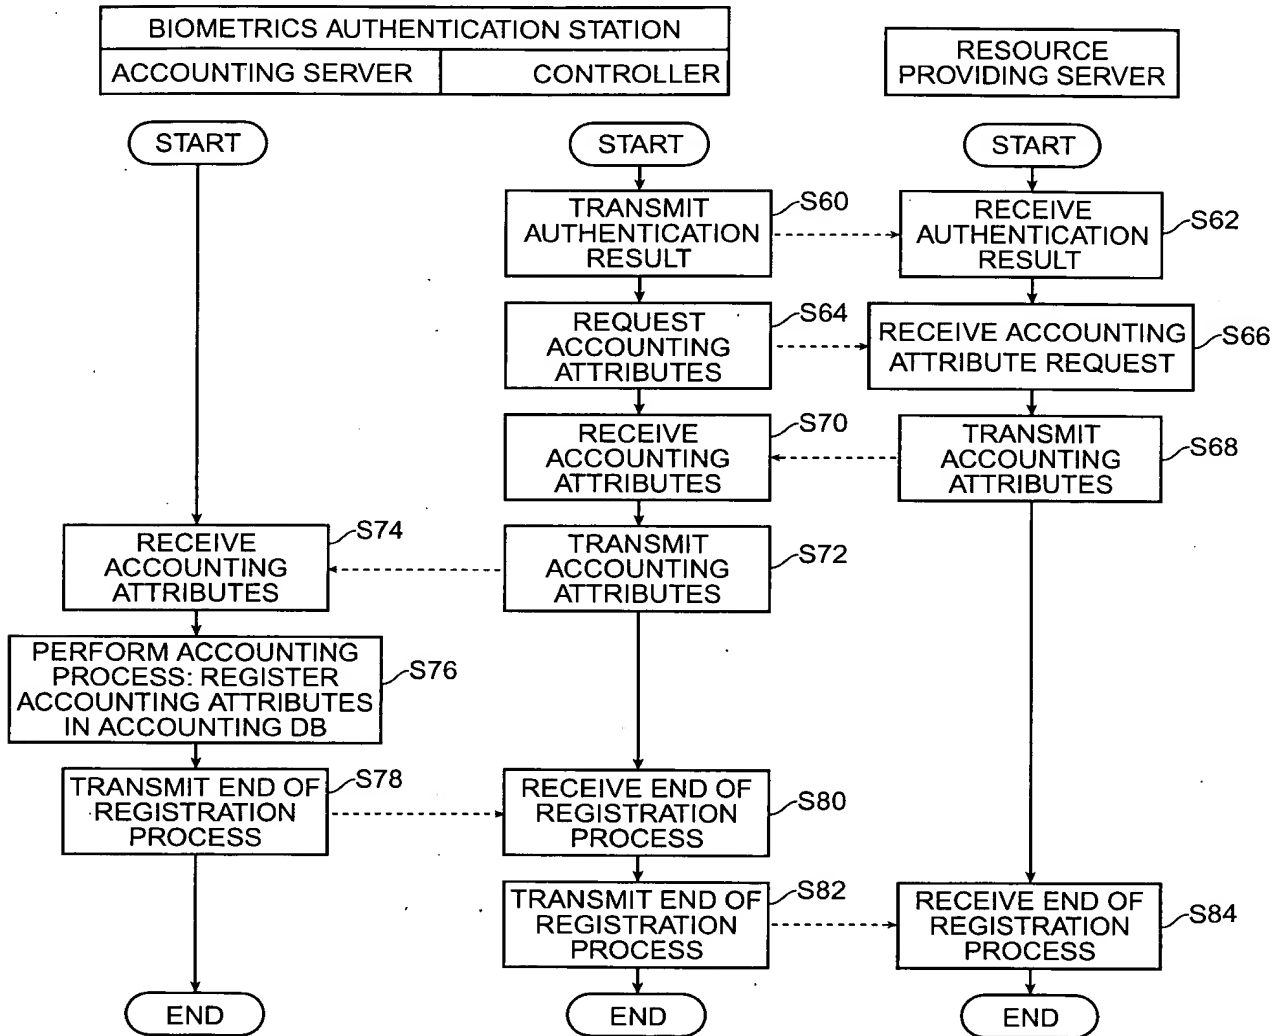 BIOMETRICS AUTHENTICATION STATION
ACCOUNTING SERVER
CONTROLLER
RESOURCE
PROVIDING SERVER
START
START
START
TRANSMIT
AUTHENTICATION
RESULT
S60
RECEIVE
AUTHENTICATION
RESULT
S62
REQUEST
ACCOUNTING
ATTRIBUTES
S64
RECEIVE ACCOUNTING
ATTRIBUTE REQUEST
S66
RECEIVE
ACCOUNTING
ATTRIBUTES
S70
TRANSMIT
ACCOUNTING
ATTRIBUTES
S68
RECEIVE
ACCOUNTING
ATTRIBUTES
S74
TRANSMIT
ACCOUNTING
ATTRIBUTES
S72
PERFORM ACCOUNTING
PROCESS: REGISTER
ACCOUNTING ATTRIBUTES
IN ACCOUNTING DB
S76
TRANSMIT END OF
REGISTRATION
PROCESS
S78
RECEIVE END OF
REGISTRATION
PROCESS
S80
TRANSMIT END OF
REGISTRATION
PROCESS
S82
RECEIVE END OF
REGISTRATION
PROCESS
S84
END
END
END